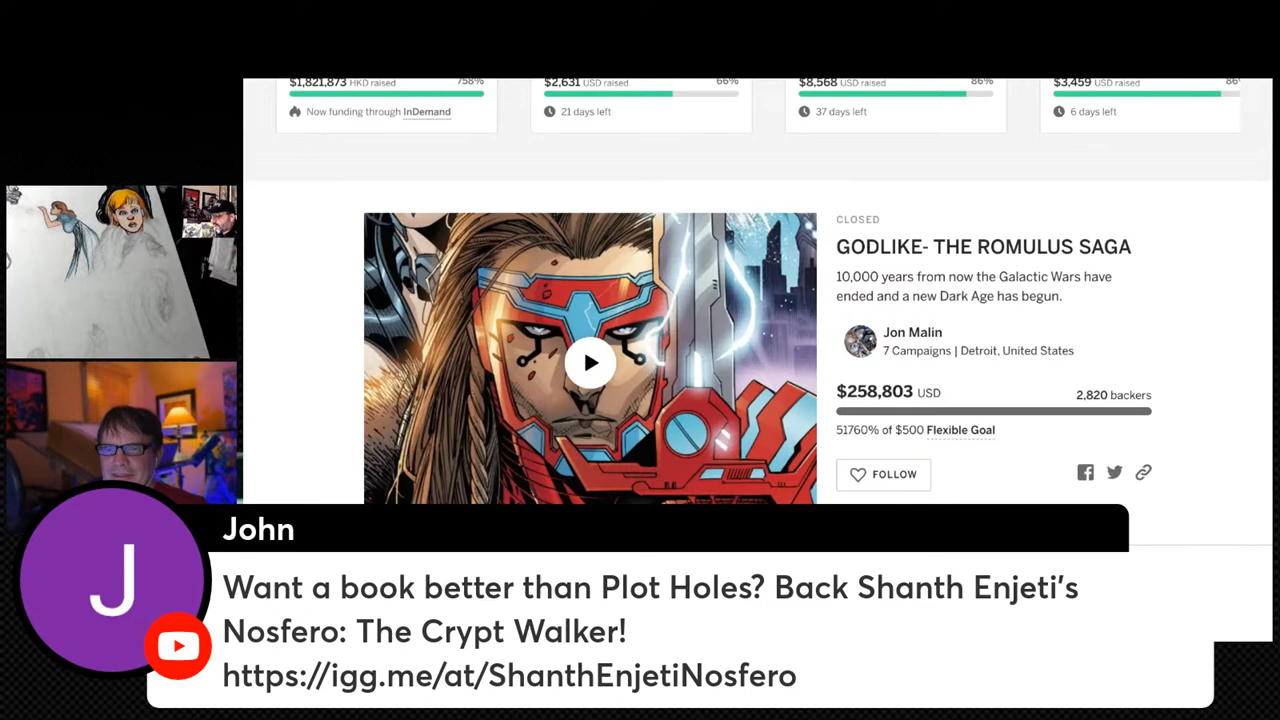 $1,821,873 HKD raised 758%
$2,631 USD raised 66%
$8,568 USD raised 86%
$3,459 USD raised
Now funding through InDemand
21 days left
37 days left
6 days left
CLOSED
GODLIKE- THE ROMULUS SAGA
10,000 years from now the Galactic Wars have
ended and a new Dark Age has begun.
Jon Malin
7 Campaigns | Detroit, United States
$258,803 USD 2,820 backers
51760% of $500 Flexible Goal
FOLLOW
J
John
Want a book better than Plot Holes? Back Shanth Enjeti's
Nosfero: The Crypt Walker!
https://igg.me/at/ShanthEnjetiNosfero